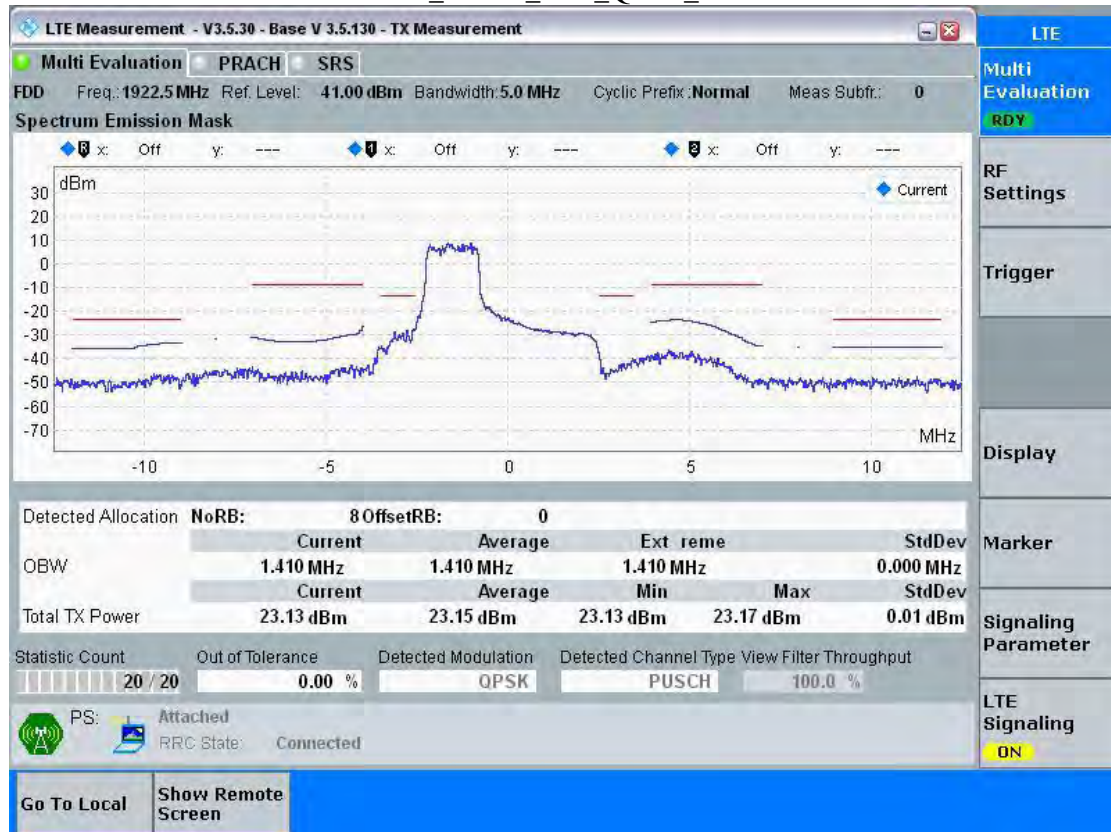 LTE Measurement - V3.5.30 - Base V 3.5.130 - TX Measurement
LTE
Multi Evaluation PRACH SRS
Multi Evaluation
RDY
FDD Freq.: 1922.5 MHz Ref. Level: 41.00 dBm Bandwidth: 5.0 MHz Cyclic Prefix : Normal Meas Subfr.: 0
Spectrum Emission Mask
R x: Off y: --- 1 x: Off y: --- 2 x: Off y: ---
dBm
Current
30
20
10
0
-10
-20
-30
-40
-50
-60
-70
MHz
-10 -5 0 5 10
RF Settings
Trigger
Display
Marker
Signaling Parameter
LTE Signaling
ON
Detected Allocation NoRB: 8 OffsetRB: 0
Current Average Ext reme StdDev
OBW 1.410 MHz 1.410 MHz 1.410 MHz 0.000 MHz
Current Average Min Max StdDev
Total TX Power 23.13 dBm 23.15 dBm 23.13 dBm 23.17 dBm 0.01 dBm
Statistic Count Out of Tolerance Detected Modulation Detected Channel Type View Filter Throughput
20 / 20 0.00 % QPSK PUSCH 100.0 %
PS: Attached
RRC State: Connected
Go To Local Show Remote Screen